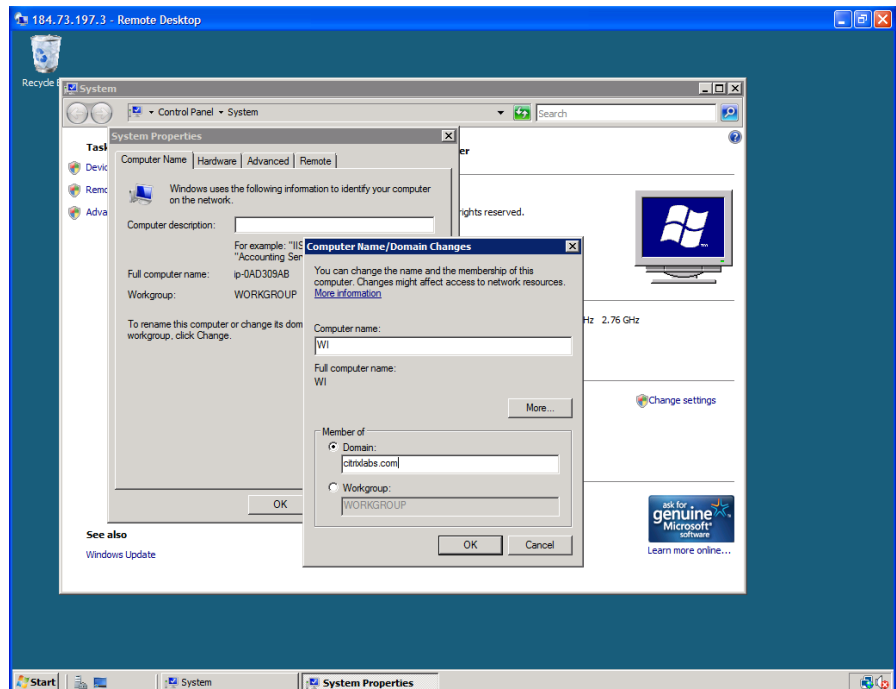 184.73.197.3 - Remote Desktop
Recycle
System
Control Panel
System
Search
System Properties
Computer Name
Hardware
Advanced
Remote
Windows uses the following information to identify your computer
on the network.
Computer description:
For example: "IIS
"Accounting Ser
Full computer name:
ip-0AD309AB
Workgroup:
WORKGROUP
To rename this computer or change its dom
workgroup, click Change.
OK
Computer Name/Domain Changes
You can change the name and the membership of this
computer. Changes might affect access to network resources.
More information
Computer name:
WI
Full computer name:
WI
More...
Member of
Domain:
citrixlabs.com
Workgroup:
WORKGROUP
OK
Cancel
Task
Devic
Remo
Adva
er
rights reserved.
Hz 2.76 GHz
Change settings
ask for
genuine
Microsoft®
software
Learn more online...
See also
Windows Update
Start
System
System Properties